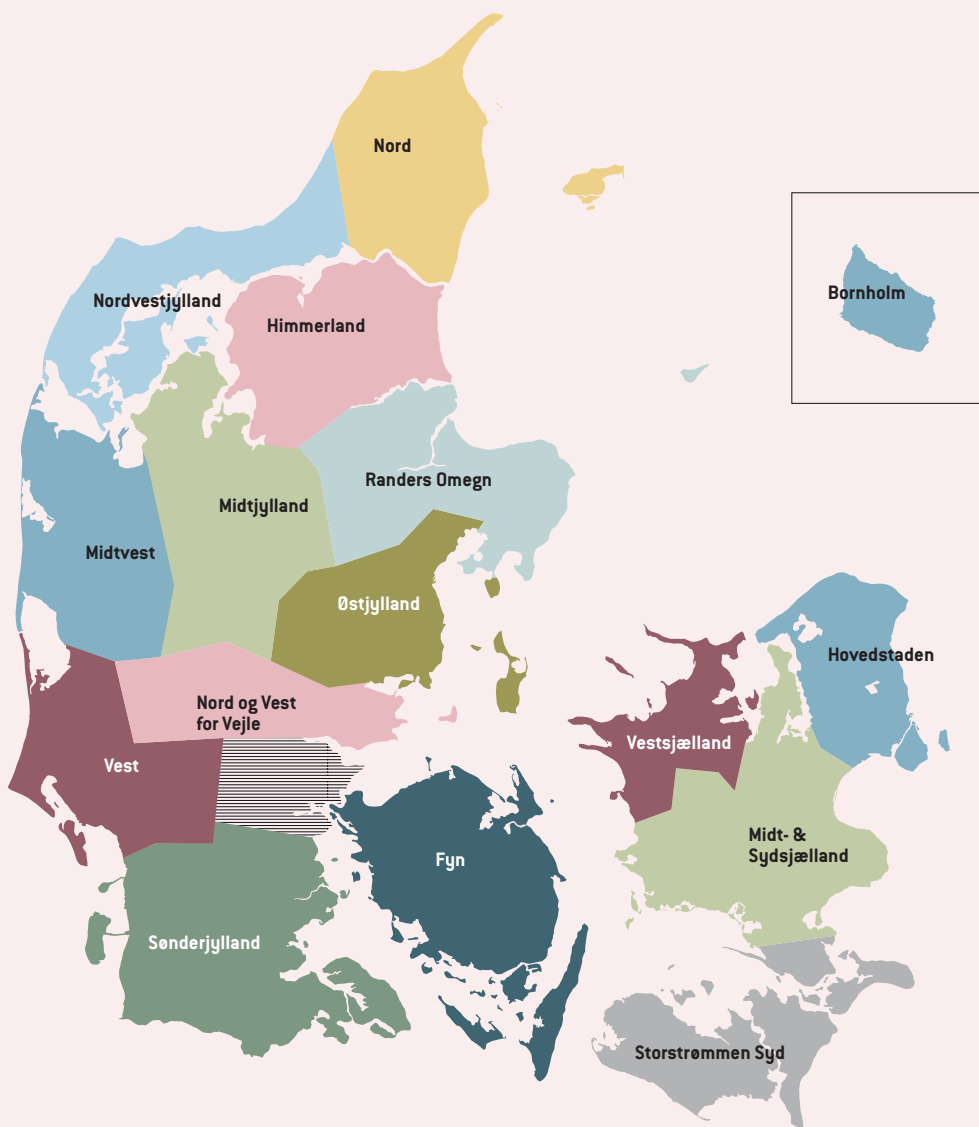 Nord
Bornholm
Nordvestjylland
Himmerland
Randers Omegn
Midtjylland
Midtvest
Østjylland
Hovedstaden
Nord og Vest
for Vejle
Vestsjælland
Vest
Midt- &
Sydsjælland
Fyn
Sønderjylland
Storstrømmen Syd